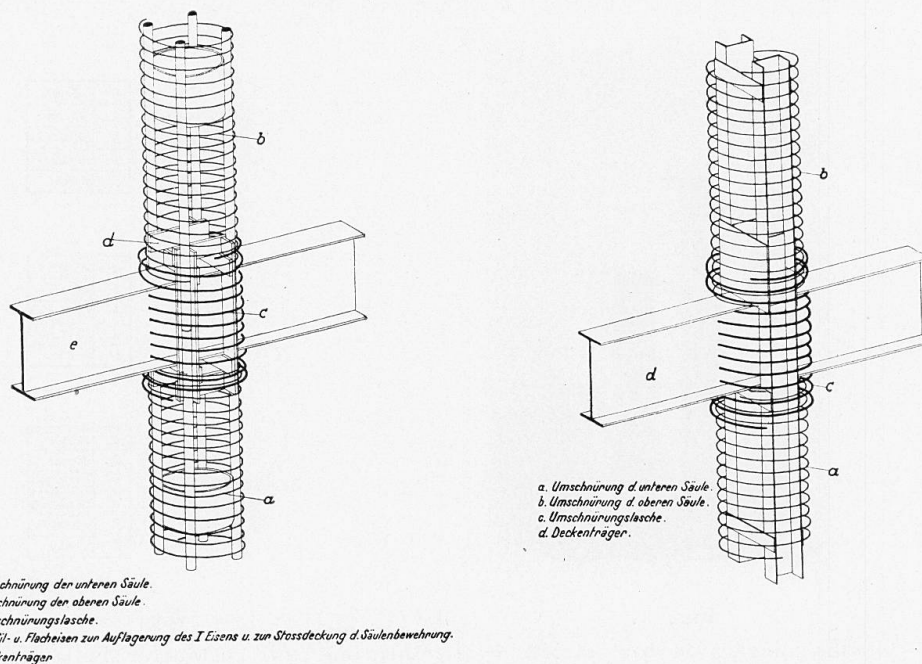 b
d
c
e
a
b
d
c
a
a. Umschnürung d. unteren Säule.
b. Umschnürung d. oberen Säule.
c. Umschnürungslasche.
d. Deckenträger.
chnürung der unteren Säule.
chnürung der oberen Säule.
schnürungslasche.
il- u. Flacheisen zur Auflagerung des I Eisens u. zur Stossdeckung d. Säulenbewehrung.
kenträger